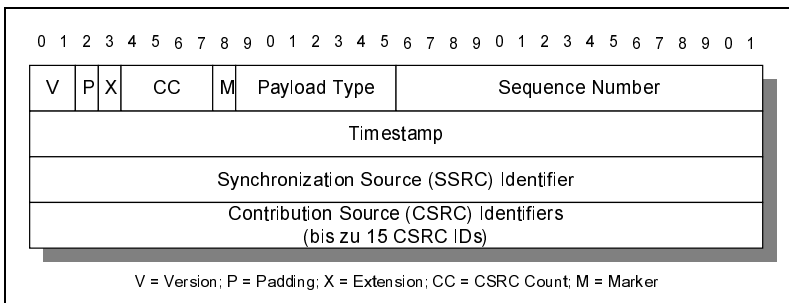 0 1 2 3 4 5 6 7 8 9 0 1 2 3 4 5 6 7 8 9 0 1 2 3 4 5 6 7 8 9 0 1
V P X CC M Payload Type Sequence Number
Timestamp
Synchronization Source (SSRC) Identifier
Contribution Source (CSRC) Identifiers
(bis zu 15 CSRC IDs)
V = Version; P = Padding; X = Extension; CC = CSRC Count; M = Marker